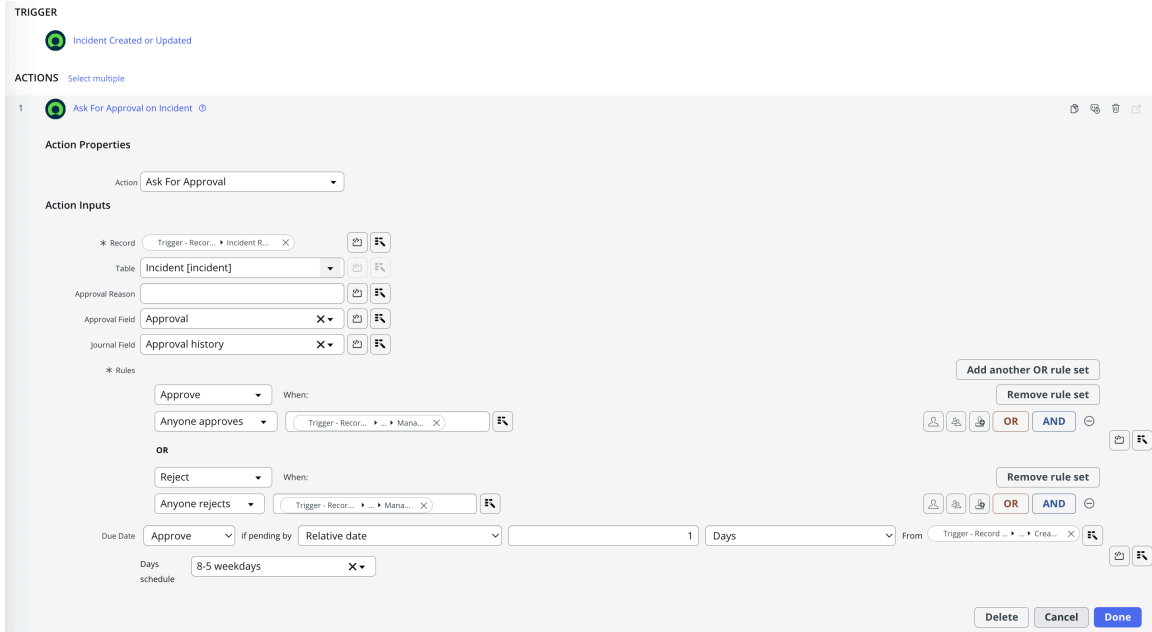 TRIGGER
Incident Created or Updated
ACTIONS Select multiple
1 Ask For Approval on Incident
Action Properties
Action Ask For Approval
Action Inputs
Record Trigger - Recor... ▸ Incident R...
Table Incident [incident]
Approval Reason
Approval Field Approval
Journal Field Approval history
Rules Add another OR rule set
Approve When: Remove rule set
Anyone approves Trigger - Recor... ▸ ... ▸ Mana... OR AND
OR
Reject When: Remove rule set
Anyone rejects Trigger - Recor... ▸ ... ▸ Mana... OR AND
Due Date Approve if pending by Relative date 1 Days From Trigger - Record ... ▸ ... ▸ Crea...
Days schedule 8-5 weekdays
Delete Cancel Done